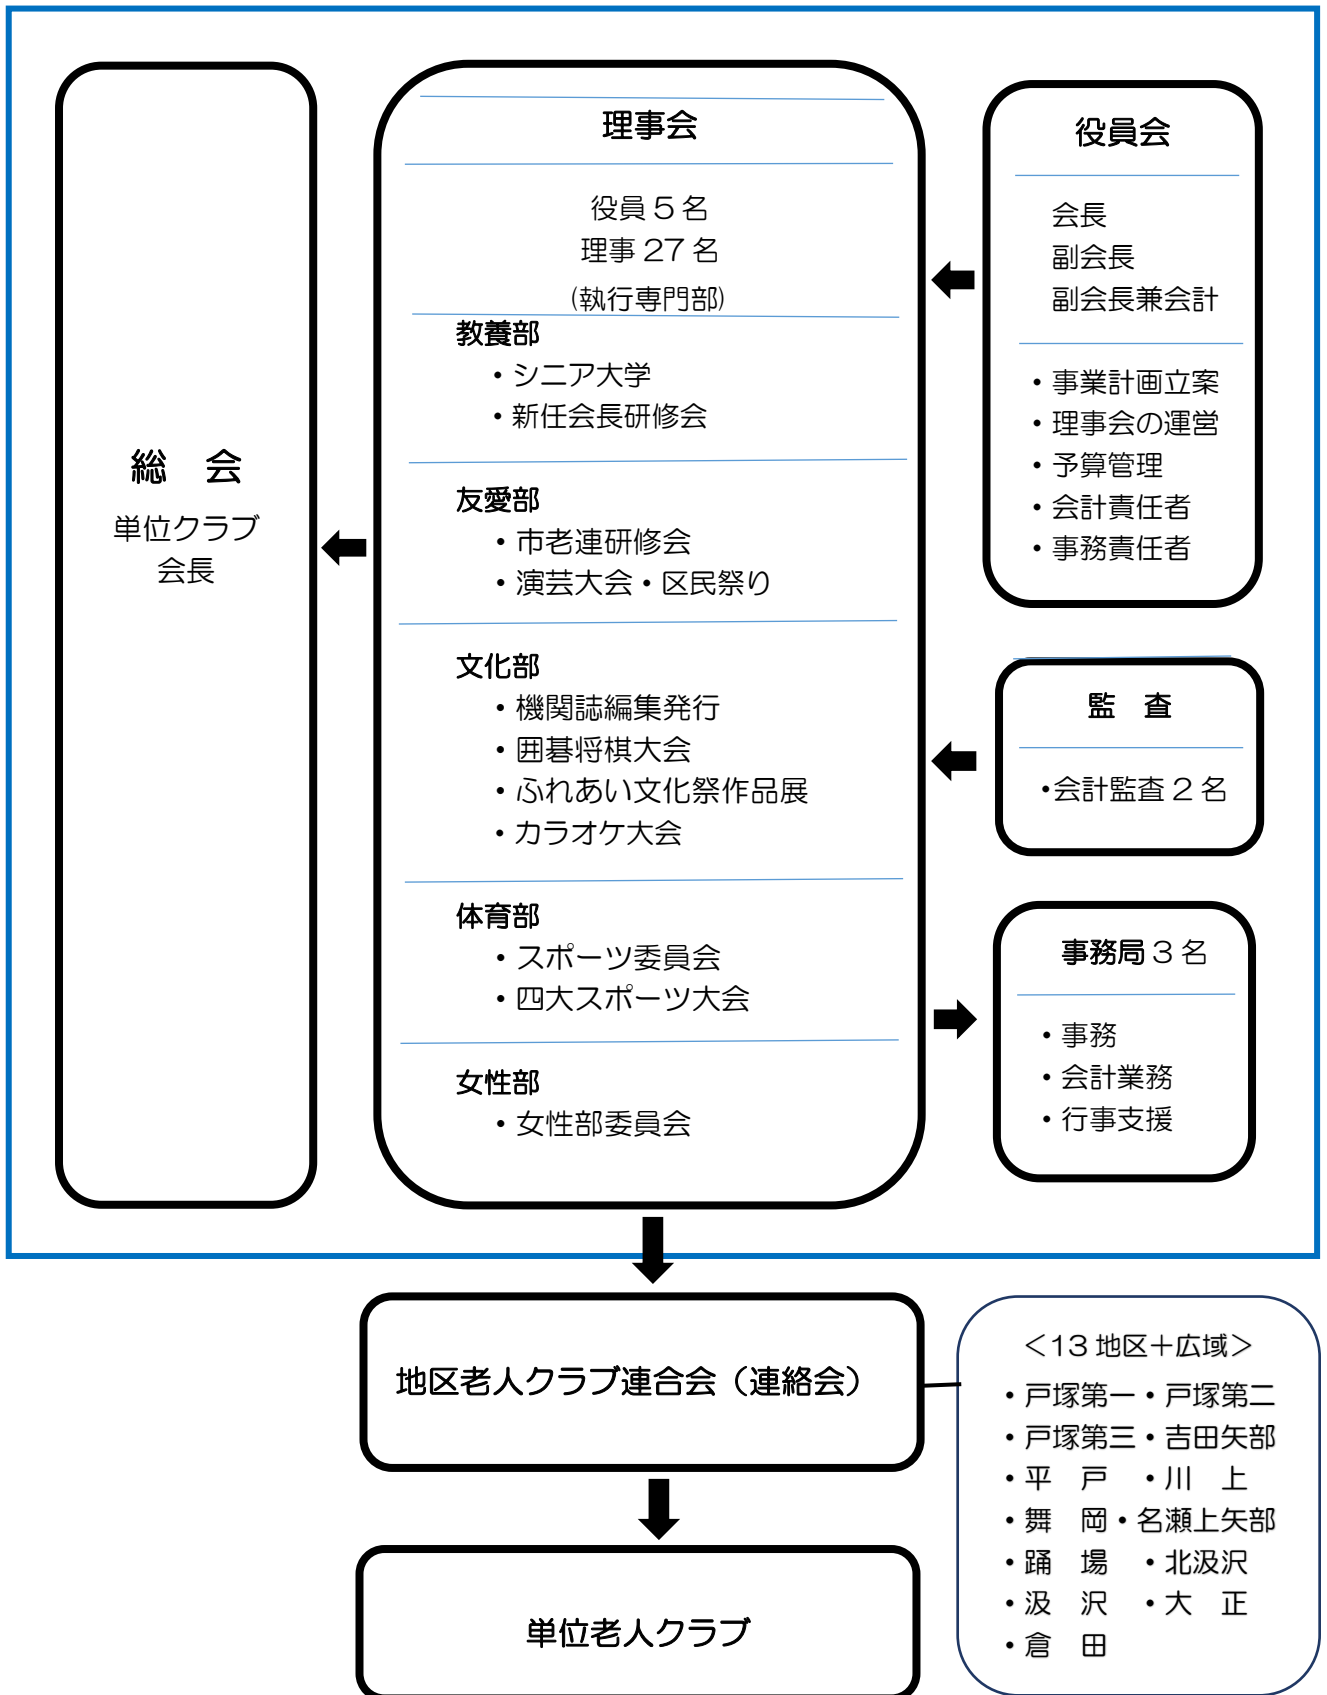 総　会
単位クラブ
会長
理事会
役員５名
理事 27 名
(執行専門部)
教養部
・シニア大学
・新任会長研修会
友愛部
・市老連研修会
・演芸大会・区民祭り
文化部
・機関誌編集発行
・囲碁将棋大会
・ふれあい文化祭作品展
・カラオケ大会
体育部
・スポーツ委員会
・四大スポーツ大会
女性部
・女性部委員会
役員会
会長
副会長
副会長兼会計
・事業計画立案
・理事会の運営
・予算管理
・会計責任者
・事務責任者
監　査
・会計監査２名
事務局３名
・事務
・会計業務
・行事支援
地区老人クラブ連合会（連絡会）
＜13 地区＋広域＞
・戸塚第一・戸塚第二
・戸塚第三・吉田矢部
・平　戸　・川　上
・舞　岡・名瀬上矢部
・踊　場　・北汲沢
・汲　沢　・大　正
・倉　田
単位老人クラブ